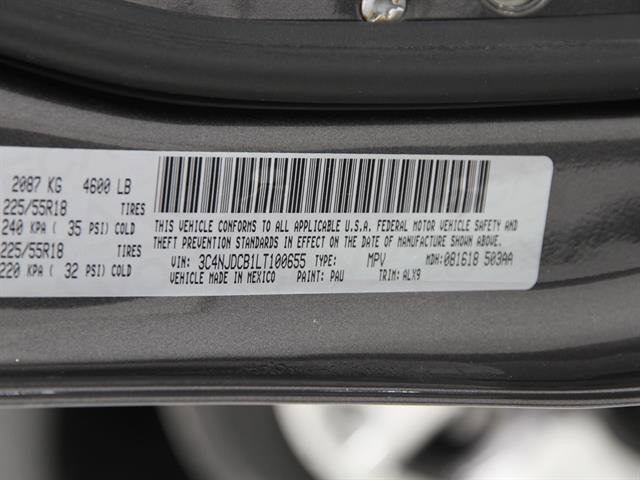 2087 KG 4600 LB
225/55R18 TIRES
240 KPA ( 35 PSI) COLD
225/55R18 TIRES
220 KPA ( 32 PSI) COLD
THIS VEHICLE CONFORMS TO ALL APPLICABLE U.S.A. FEDERAL MOTOR VEHICLE SAFETY AND
THEFT PREVENTION STANDARDS IN EFFECT ON THE DATE OF MANUFACTURE SHOWN ABOVE.
VIN: 3C4NJDCB1LT100655 TYPE: MPV MDH: 081618 503AA
VEHICLE MADE IN MEXICO PAINT: PAU TRIM: ALX9